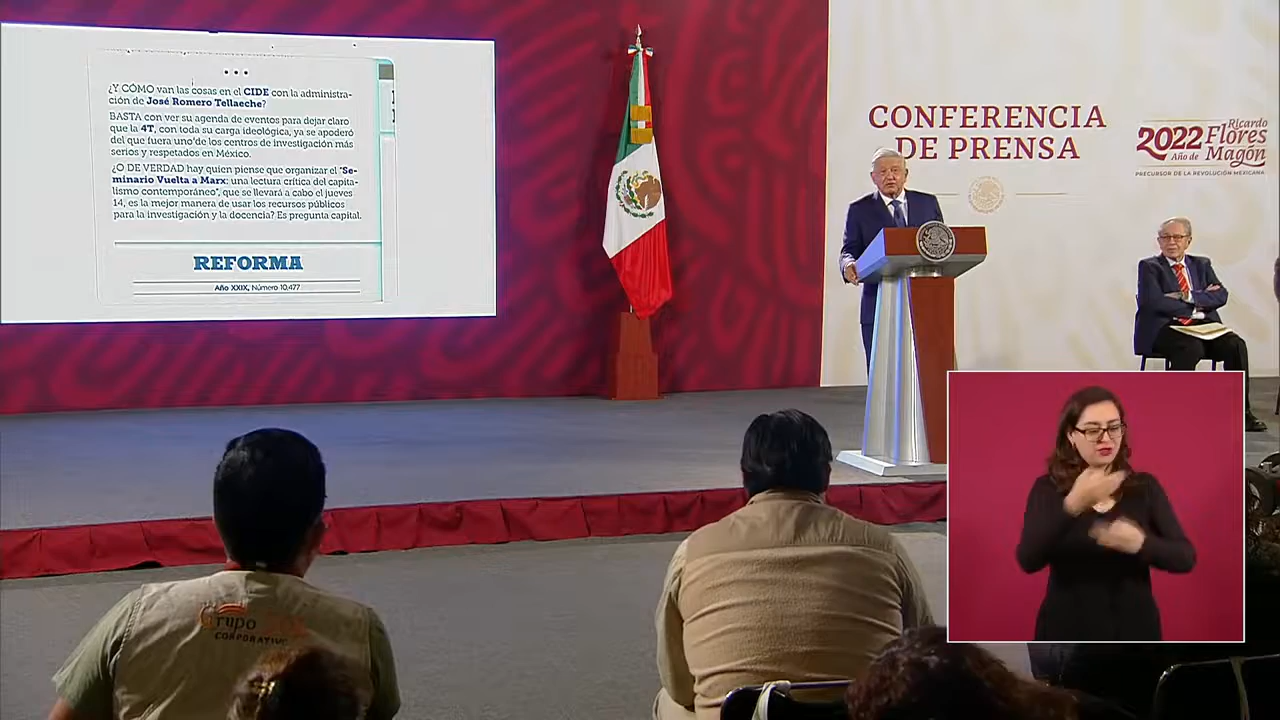 ¿Y CÓMO van las cosas en el CIDE con la administra-
ción de José Romero Tellaeche?
BASTA con ver su agenda de eventos para dejar claro
que la 4T, con toda su carga ideológica, ya se apoderó
del que fuera uno de los centros de investigación más
serios y respetados en México.
¿O DE VERDAD hay quien piense que organizar el "Se-
minario Vuelta a Marx: una lectura crítica del capita-
lismo contemporáneo", que se llevará a cabo el jueves
14, es la mejor manera de usar los recursos públicos
para la investigación y la docencia? Es pregunta capital.
REFORMA
Año XXIX, Número 10,477
CONFERENCIA
DE PRENSA
2022
Año de
Ricardo
Flores
Magón
PRECURSOR DE LA REVOLUCIÓN MEXICANA
Grupo
CORPORATIVO